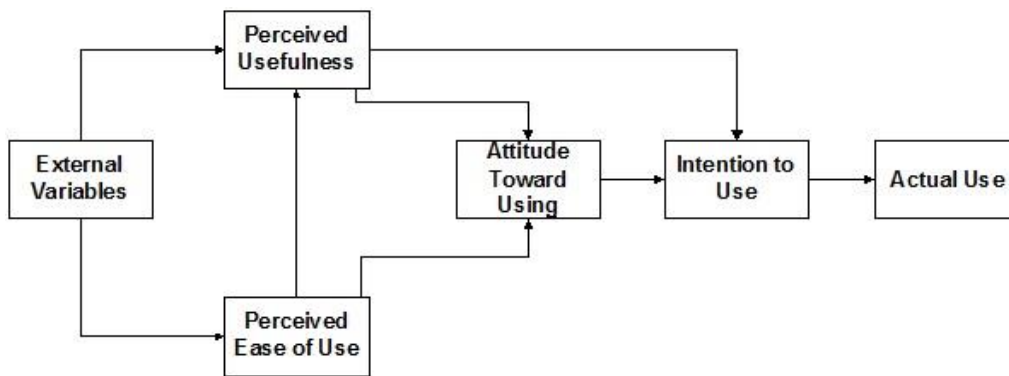 Perceived
Usefulness
External
Variables
Attitude
Toward
Using
Intention to
Use
Actual Use
Perceived
Ease of Use